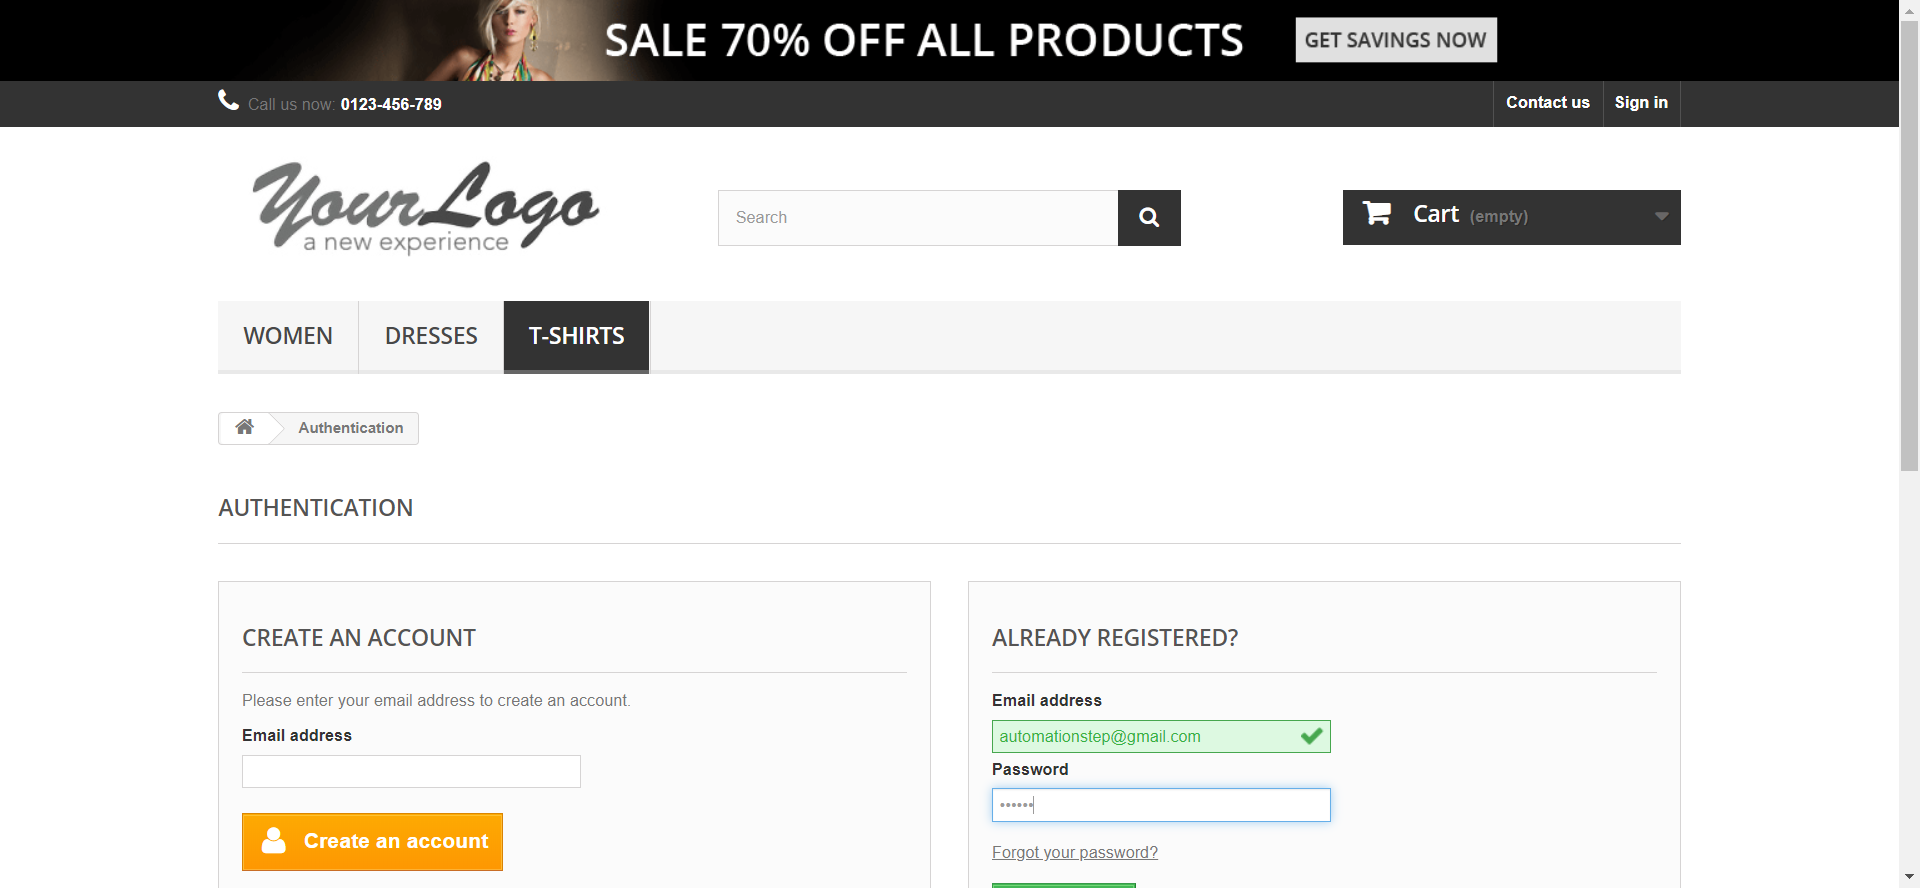 SALE 70% OFF ALL PRODUCTS GET SAVINGS NOW
Call us now: 0123-456-789 Contact us Sign in
YourLogo
a new experience
Search
Cart (empty)
WOMEN DRESSES T-SHIRTS
Authentication
AUTHENTICATION
CREATE AN ACCOUNT
Please enter your email address to create an account.
Email address
Create an account
ALREADY REGISTERED?
Email address
automationstep@gmail.com
Password
••••••
Forgot your password?